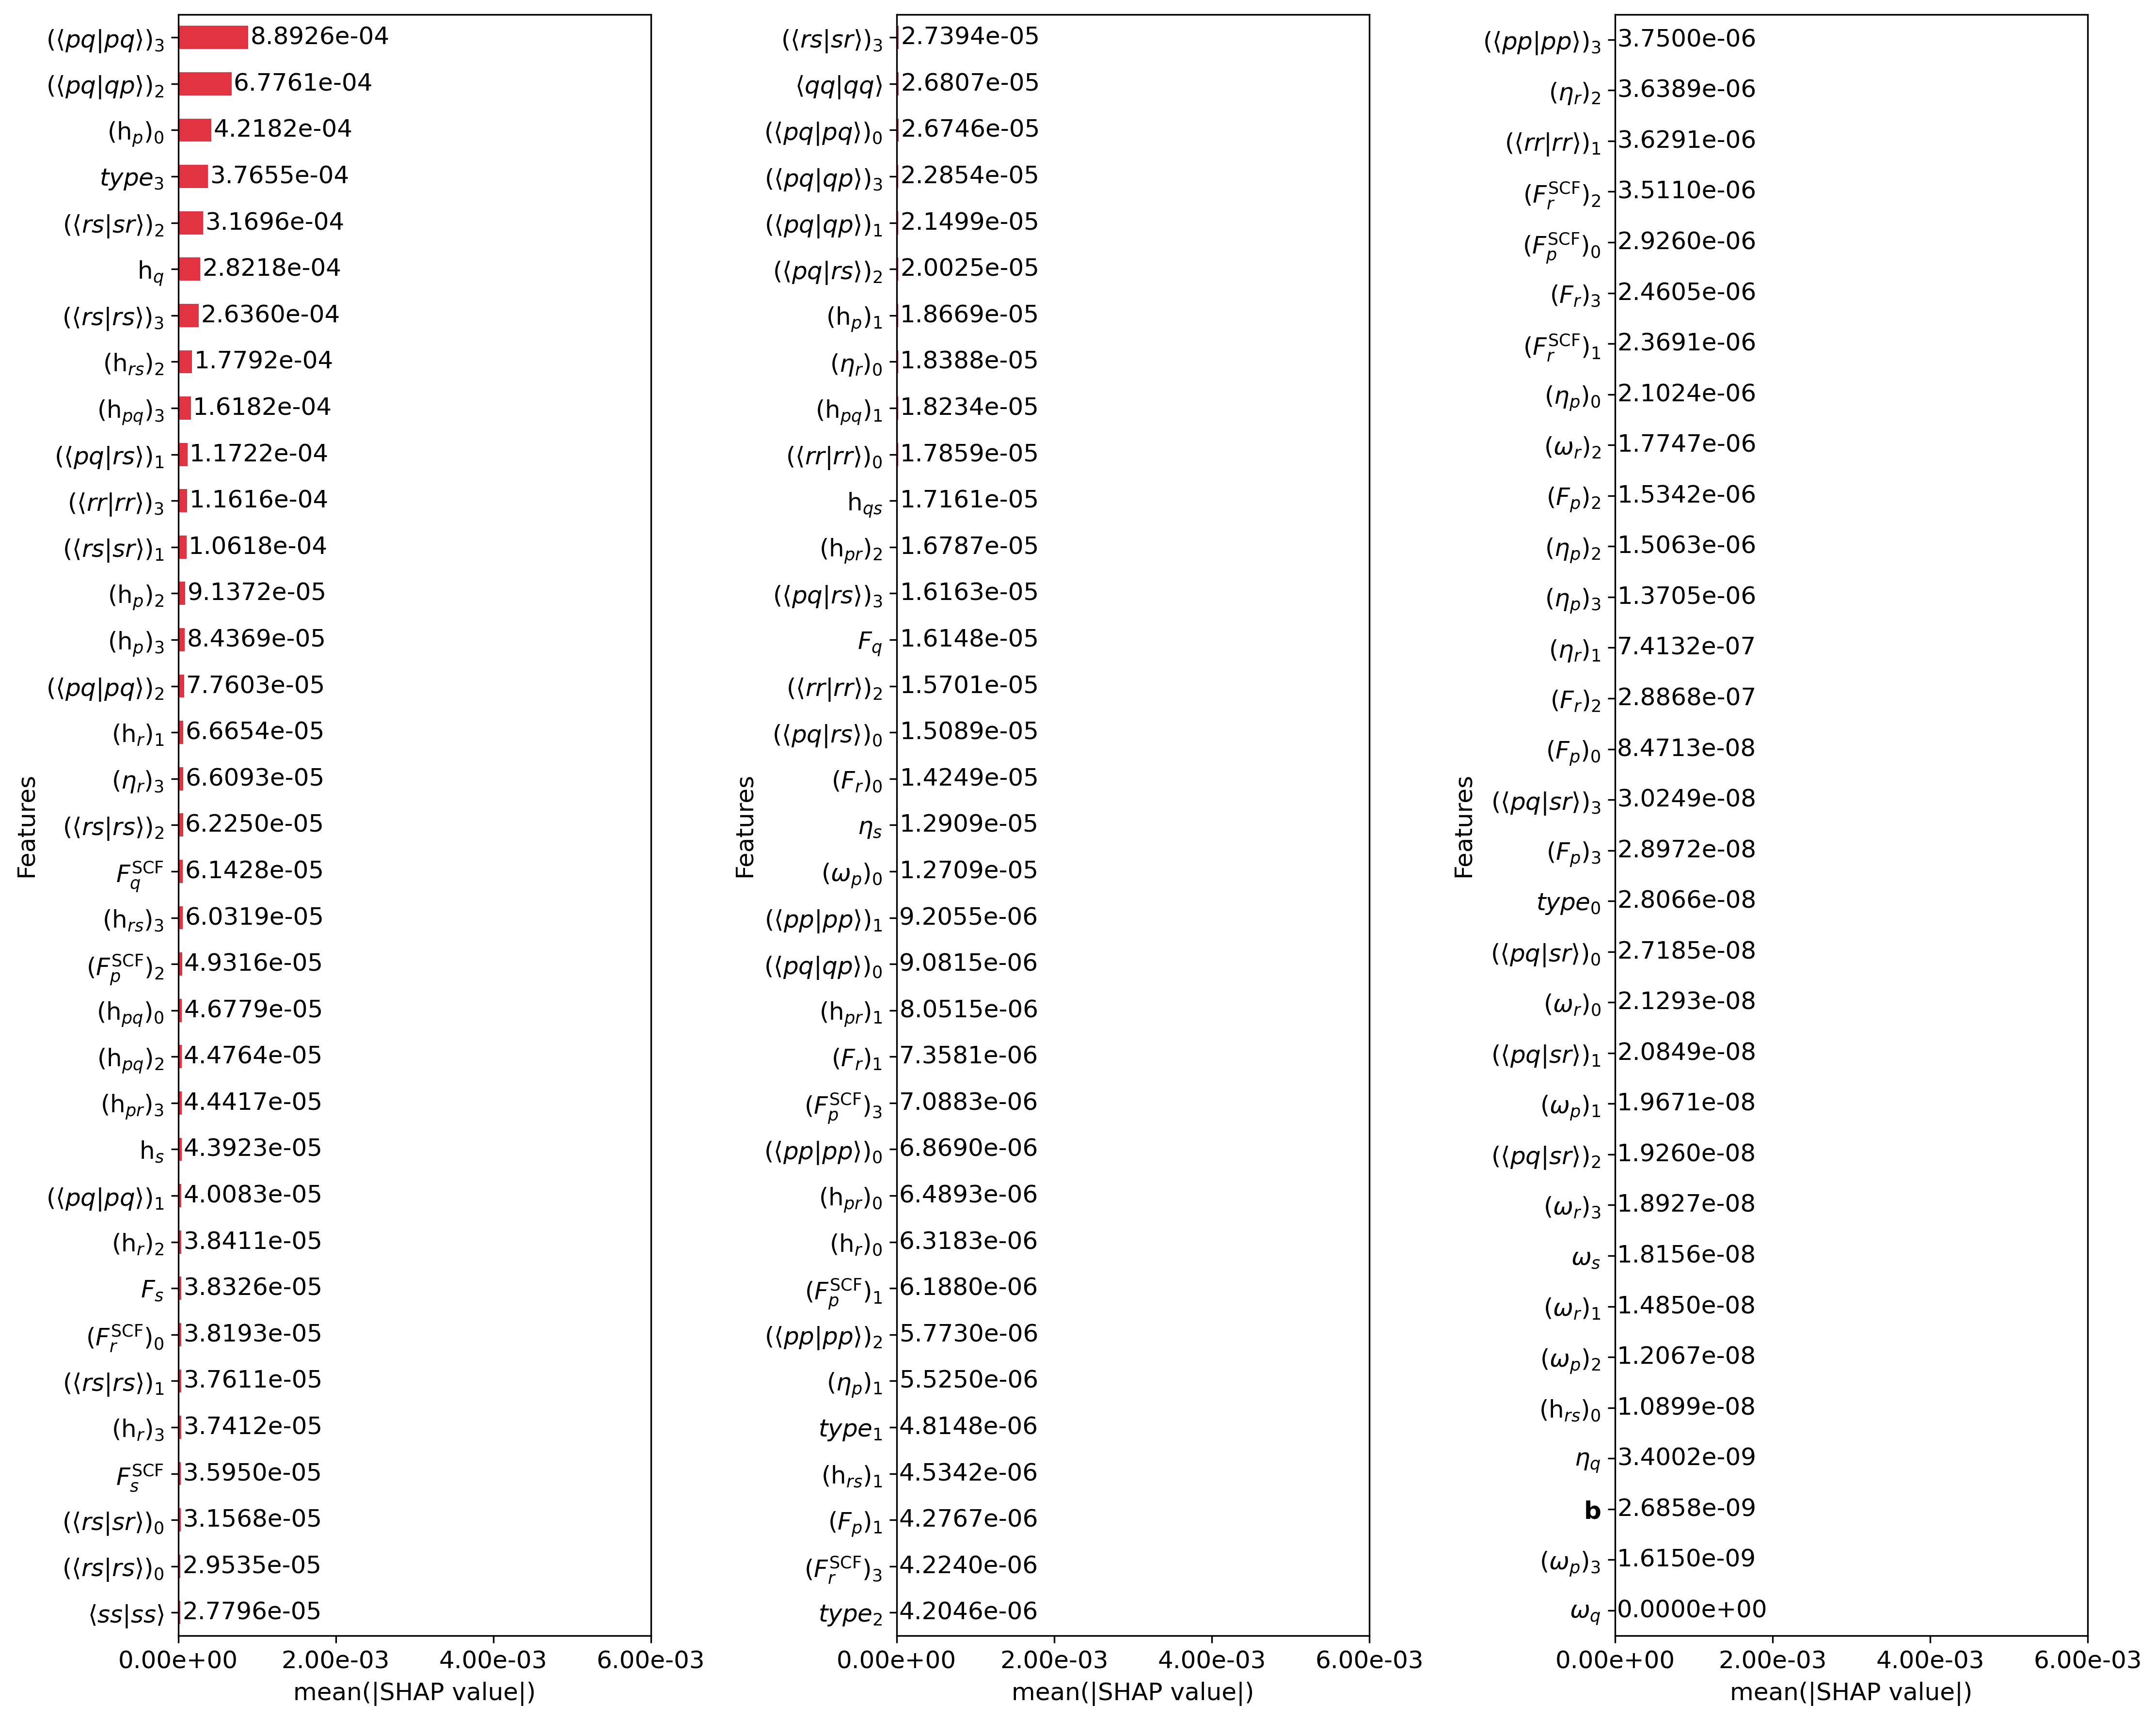 (⟨pq|pq⟩)₃ 8.8926e-04
(⟨pq|qp⟩)₂ 6.7761e-04
(h_p)₀ 4.2182e-04
type₃ 3.7655e-04
(⟨rs|sr⟩)₂ 3.1696e-04
h_q 2.8218e-04
(⟨rs|rs⟩)₃ 2.6360e-04
(h_rs)₂ 1.7792e-04
(h_pq)₃ 1.6182e-04
(⟨pq|rs⟩)₁ 1.1722e-04
(⟨rr|rr⟩)₃ 1.1616e-04
(⟨rs|sr⟩)₁ 1.0618e-04
(h_p)₂ 9.1372e-05
(h_p)₃ 8.4369e-05
(⟨pq|pq⟩)₂ 7.7603e-05
(h_r)₁ 6.6654e-05
(η_r)₃ 6.6093e-05
(⟨rs|rs⟩)₂ 6.2250e-05
F_q^SCF 6.1428e-05
(h_rs)₃ 6.0319e-05
(F_p^SCF)₂ 4.9316e-05
(h_pq)₀ 4.6779e-05
(h_pq)₂ 4.4764e-05
(h_pr)₃ 4.4417e-05
h_s 4.3923e-05
(⟨pq|pq⟩)₁ 4.0083e-05
(h_r)₂ 3.8411e-05
F_s 3.8326e-05
(F_r^SCF)₀ 3.8193e-05
(⟨rs|rs⟩)₁ 3.7611e-05
(h_r)₃ 3.7412e-05
F_s^SCF 3.5950e-05
(⟨rs|sr⟩)₀ 3.1568e-05
(⟨rs|rs⟩)₀ 2.9535e-05
⟨ss|ss⟩ 2.7796e-05
Features
0.00e+00 2.00e-03 4.00e-03 6.00e-03
mean(|SHAP value|)
(⟨rs|sr⟩)₃ 2.7394e-05
⟨qq|qq⟩ 2.6807e-05
(⟨pq|pq⟩)₀ 2.6746e-05
(⟨pq|qp⟩)₃ 2.2854e-05
(⟨pq|qp⟩)₁ 2.1499e-05
(⟨pq|rs⟩)₂ 2.0025e-05
(h_p)₁ 1.8669e-05
(η_r)₀ 1.8388e-05
(h_pq)₁ 1.8234e-05
(⟨rr|rr⟩)₀ 1.7859e-05
h_qs 1.7161e-05
(h_pr)₂ 1.6787e-05
(⟨pq|rs⟩)₃ 1.6163e-05
F_q 1.6148e-05
(⟨rr|rr⟩)₂ 1.5701e-05
(⟨pq|rs⟩)₀ 1.5089e-05
(F_r)₀ 1.4249e-05
η_s 1.2909e-05
(ω_p)₀ 1.2709e-05
(⟨pp|pp⟩)₁ 9.2055e-06
(⟨pq|qp⟩)₀ 9.0815e-06
(h_pr)₁ 8.0515e-06
(F_r)₁ 7.3581e-06
(F_p^SCF)₃ 7.0883e-06
(⟨pp|pp⟩)₀ 6.8690e-06
(h_pr)₀ 6.4893e-06
(h_r)₀ 6.3183e-06
(F_p^SCF)₁ 6.1880e-06
(⟨pp|pp⟩)₂ 5.7730e-06
(η_p)₁ 5.5250e-06
type₁ 4.8148e-06
(h_rs)₁ 4.5342e-06
(F_p)₁ 4.2767e-06
(F_r^SCF)₃ 4.2240e-06
type₂ 4.2046e-06
Features
0.00e+00 2.00e-03 4.00e-03 6.00e-03
mean(|SHAP value|)
(⟨pp|pp⟩)₃ 3.7500e-06
(η_r)₂ 3.6389e-06
(⟨rr|rr⟩)₁ 3.6291e-06
(F_r^SCF)₂ 3.5110e-06
(F_p^SCF)₀ 2.9260e-06
(F_r)₃ 2.4605e-06
(F_r^SCF)₁ 2.3691e-06
(η_p)₀ 2.1024e-06
(ω_r)₂ 1.7747e-06
(F_p)₂ 1.5342e-06
(η_p)₂ 1.5063e-06
(η_p)₃ 1.3705e-06
(η_r)₁ 7.4132e-07
(F_r)₂ 2.8868e-07
(F_p)₀ 8.4713e-08
(⟨pq|sr⟩)₃ 3.0249e-08
(F_p)₃ 2.8972e-08
type₀ 2.8066e-08
(⟨pq|sr⟩)₀ 2.7185e-08
(ω_r)₀ 2.1293e-08
(⟨pq|sr⟩)₁ 2.0849e-08
(ω_p)₁ 1.9671e-08
(⟨pq|sr⟩)₂ 1.9260e-08
(ω_r)₃ 1.8927e-08
ω_s 1.8156e-08
(ω_r)₁ 1.4850e-08
(ω_p)₂ 1.2067e-08
(h_rs)₀ 1.0899e-08
η_q 3.4002e-09
b 2.6858e-09
(ω_p)₃ 1.6150e-09
ω_q 0.0000e+00
Features
0.00e+00 2.00e-03 4.00e-03 6.00e-03
mean(|SHAP value|)